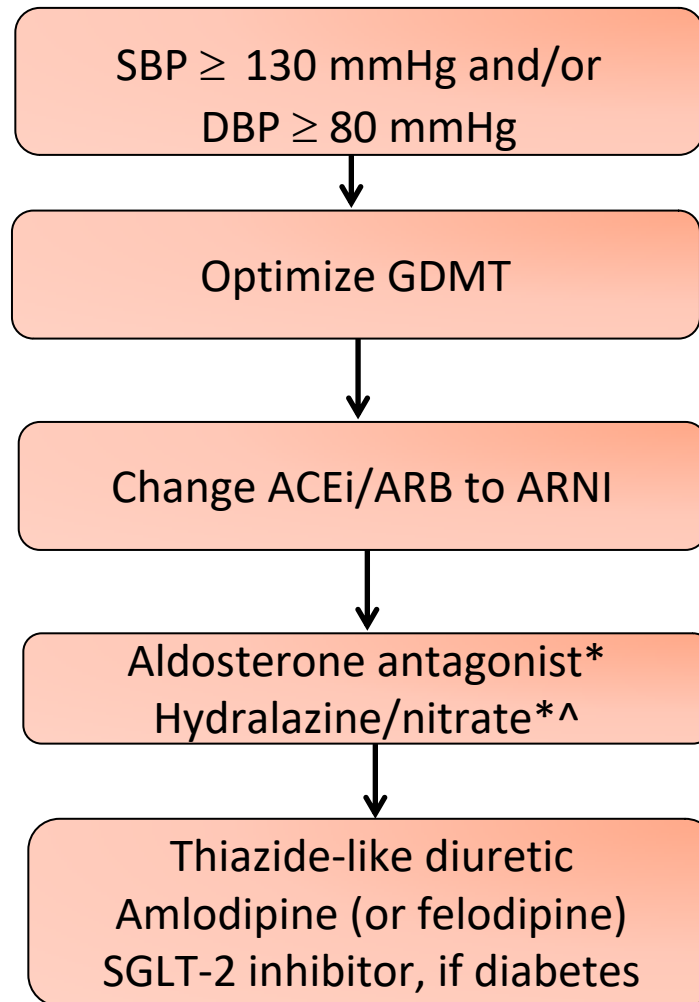 SBP ≥ 130 mmHg and/or
DBP ≥ 80 mmHg
Optimize GDMT
Change ACEi/ARB to ARNI
Aldosterone antagonist*
Hydralazine/nitrate*^
Thiazide-like diuretic
Amlodipine (or felodipine)
SGLT-2 inhibitor, if diabetes